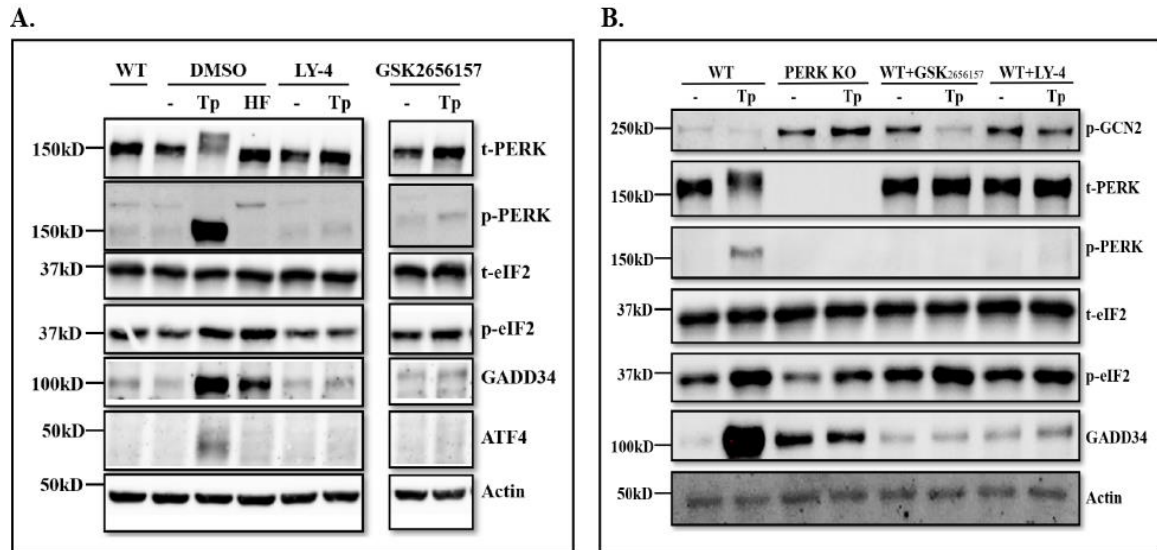 A.
WT DMSO LY-4 GSK2656157
- Tp HF - Tp - Tp
150kD t-PERK
150kD p-PERK
37kD t-eIF2
37kD p-eIF2
100kD GADD34
50kD ATF4
50kD Actin
B.
WT PERK KO WT+GSK2656157 WT+LY-4
- Tp - Tp - Tp - Tp
250kD p-GCN2
150kD t-PERK
150kD p-PERK
37kD t-eIF2
37kD p-eIF2
100kD GADD34
50kD Actin